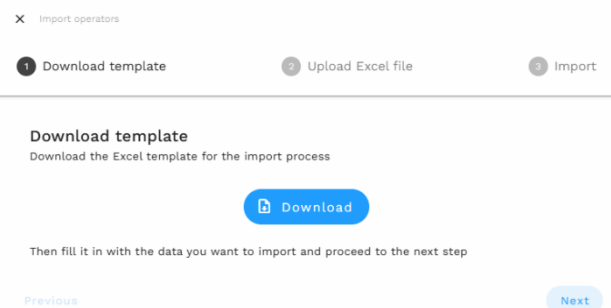 Import operators
1 Download template 2 Upload Excel file 3 Import
Download template
Download the Excel template for the import process
Download
Then fill it in with the data you want to import and proceed to the next step
Previous Next